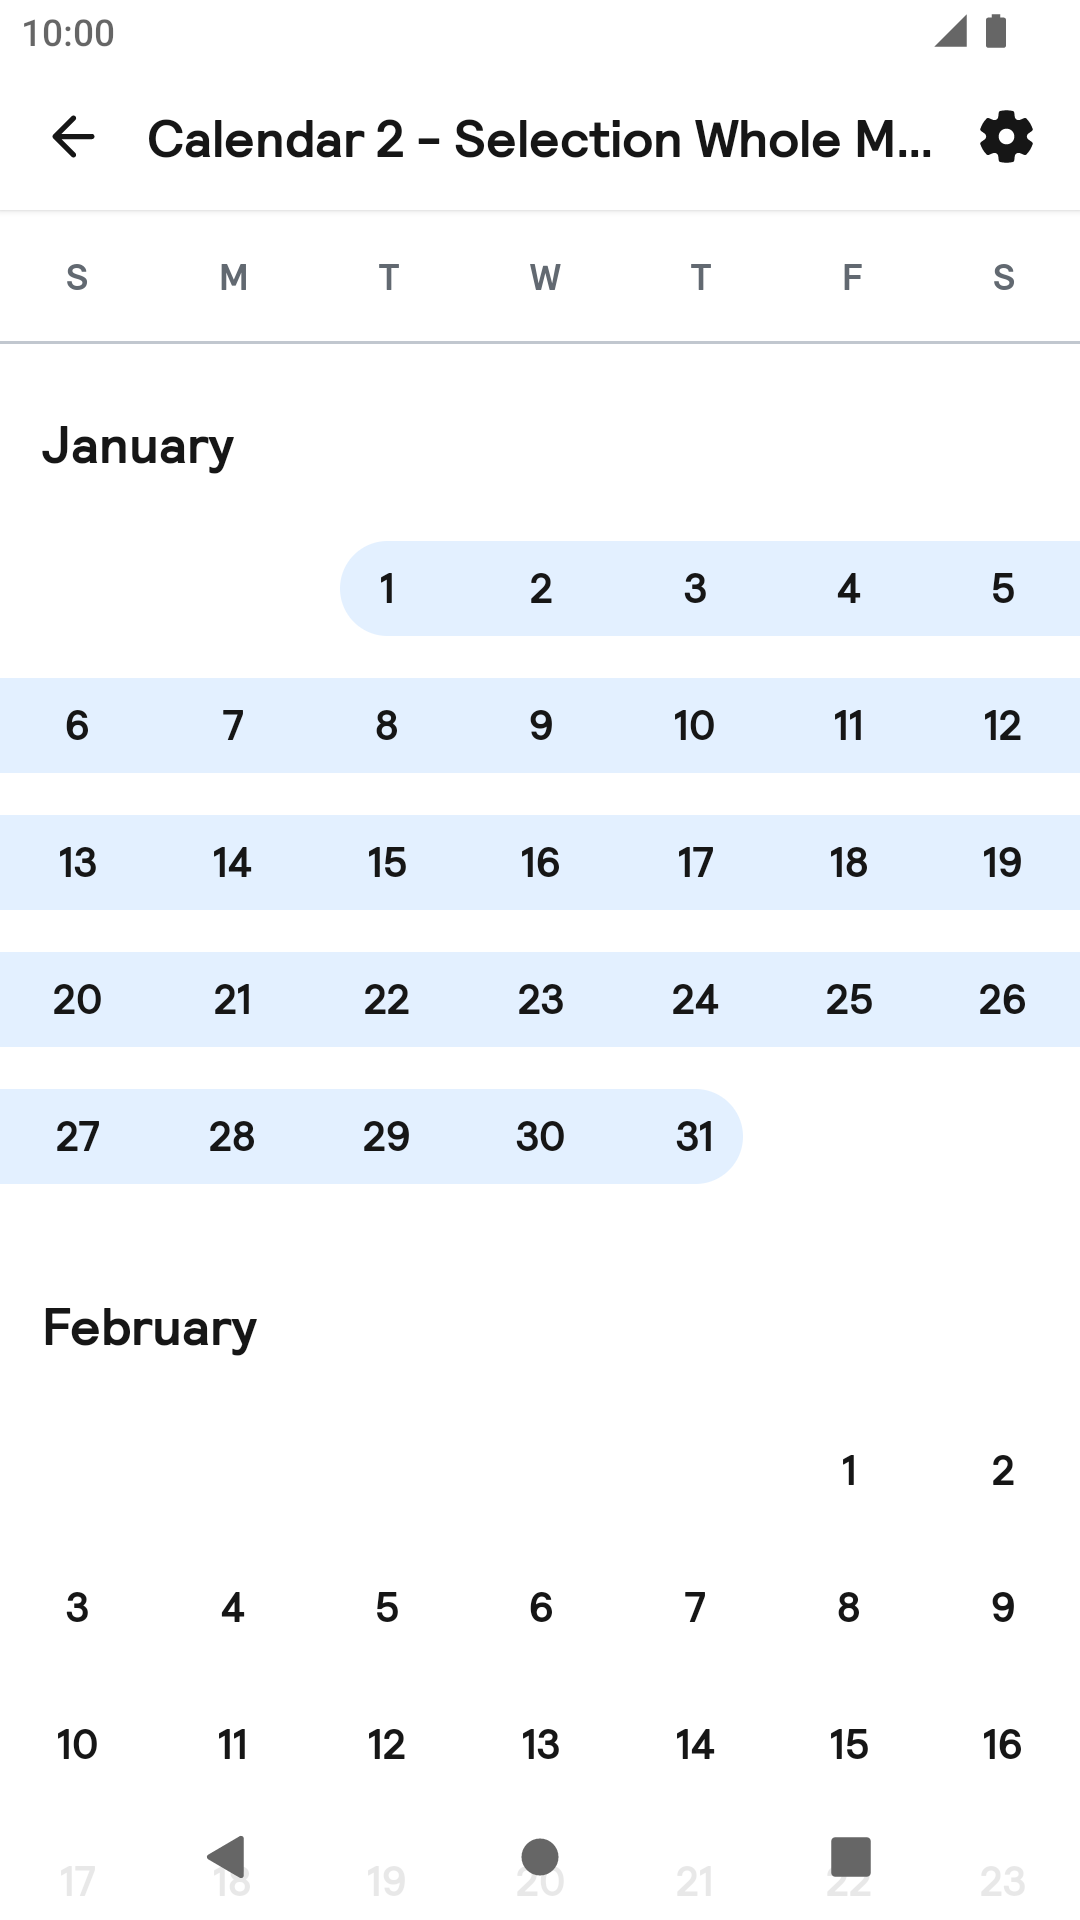 10:00
Calendar 2 – Selection Whole M...
S M T W T F S
January
1 2 3 4 5
6 7 8 9 10 11 12
13 14 15 16 17 18 19
20 21 22 23 24 25 26
27 28 29 30 31
February
1 2
3 4 5 6 7 8 9
10 11 12 13 14 15 16
17 18 19 20 21 22 23